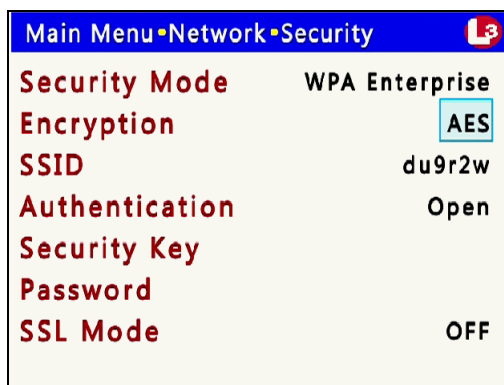 Main Menu•Network•Security L3
Security Mode WPA Enterprise
Encryption AES
SSID du9r2w
Authentication Open
Security Key
Password
SSL Mode OFF